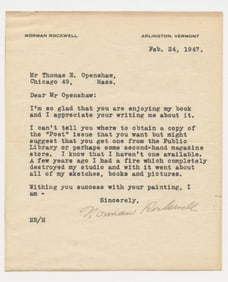 NORMAN ROCKWELL ARLINGTON, VERMONT
Feb. 24, 1947.
Mr Thomas E. Openshaw,
Chicago 49, Mass.
Dear Mr Openshaw:
I'm so glad that you are enjoying my book
and I appreciate your writing me about it.
I can't tell you where to obtain a copy of
the "Post" issue that you want but might
suggest that you get one from the Public
Library or perhaps some second-hand magazine
store. I know that I haven't one available.
A few years ago I had a fire which completely
destroyed my studio and with it went about
all of my sketches, books and pictures.
Withing you success with your painting, I
am -
Sincerely,
Norman Rockwell
NR/H